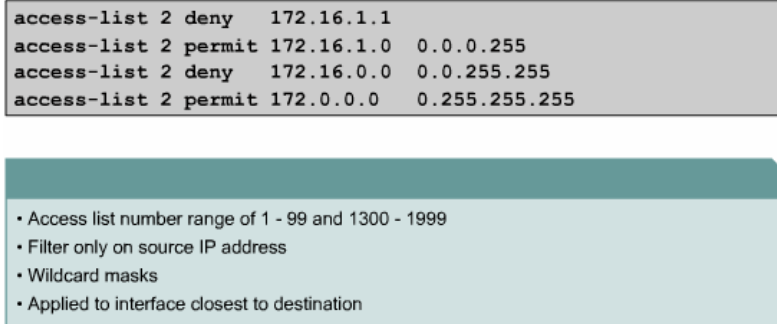 access-list 2 deny 172.16.1.1
access-list 2 permit 172.16.1.0 0.0.0.255
access-list 2 deny 172.16.0.0 0.0.255.255
access-list 2 permit 172.0.0.0 0.255.255.255
• Access list number range of 1 - 99 and 1300 - 1999
• Filter only on source IP address
• Wildcard masks
• Applied to interface closest to destination